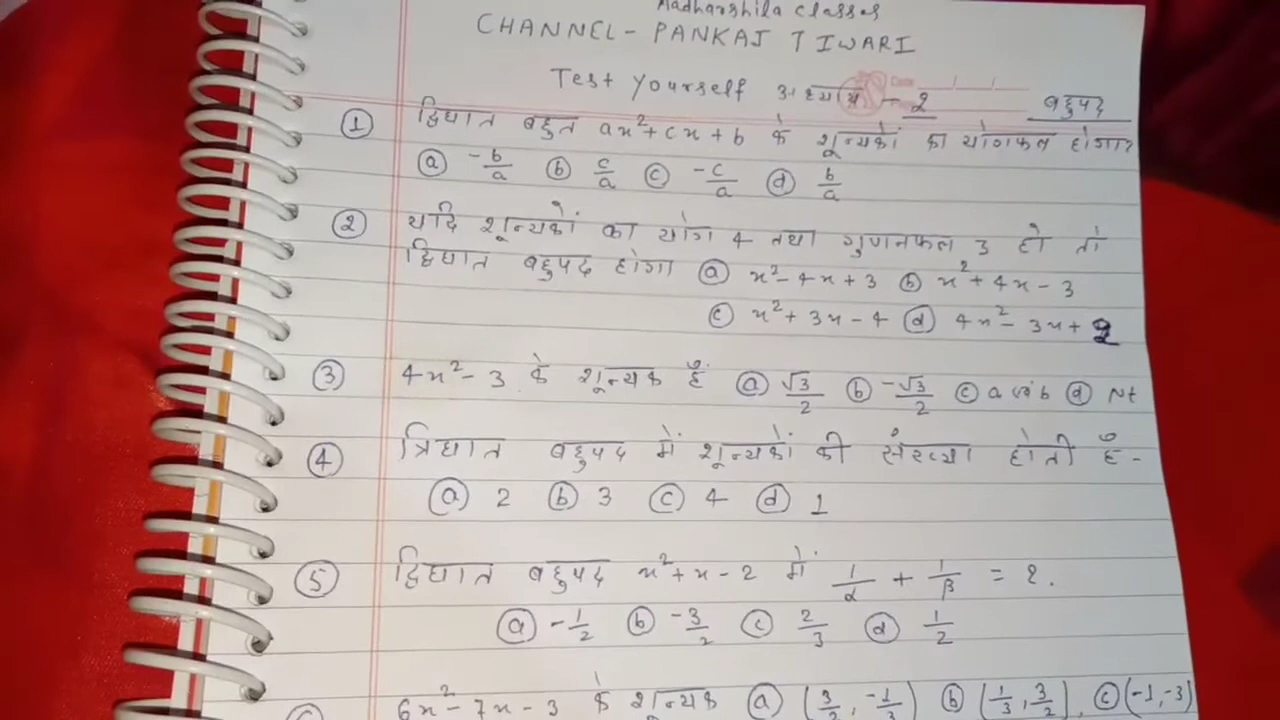 Aadharshila Classes
CHANNEL - PANKAJ TIWARI
Test Yourself अध्याय - 2 बहुपद
① द्विघात बहुत ax²+cx+b के शून्यकों का योगफल होगा?
ⓐ -b/a ⓑ c/a ⓒ -c/a ⓓ b/a
② यदि शून्यकों का योग 4 तथा गुणनफल 3 हो तो
द्विघात बहुपद होगा ⓐ x²-4x+3 ⓑ x²+4x-3
ⓒ x²+3x-4 ⓓ 4x²-3x+2
③ 4x²-3 के शून्यक हैं ⓐ √3/2 ⓑ -√3/2 ⓒ a व b ⓓ Nt
④ त्रिघात बहुपद में शून्यकों की संख्या होती है -
ⓐ 2 ⓑ 3 ⓒ 4 ⓓ 1
⑤ द्विघात बहुपद x²+x-2 में 1/α + 1/β = ?.
ⓐ -1/2 ⓑ -3/2 ⓒ 2/3 ⓓ 1/2
6x²-7x-3 के शून्यक ⓐ (3/2, -1/3) ⓑ (1/3, 3/2), ⓒ (-1,-3)